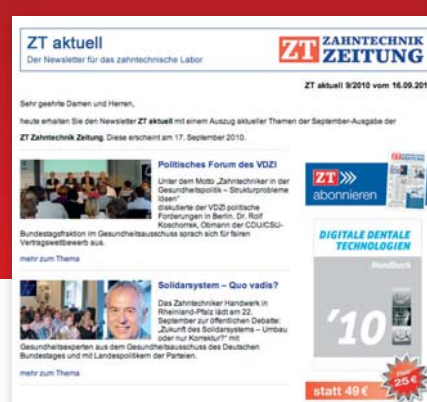 ZT aktuell
Der Newsletter für das zahntechnische Labor
ZT ZAHNTECHNIK
ZEITUNG
ZT aktuell 9/2010 vom 16.09.201
Sehr geehrte Damen und Herren,
heute erhalten Sie den Newsletter ZT aktuell mit einem Auszug aktueller Themen der September-Ausgabe der
ZT Zahntechnik Zeitung. Diese erscheint am 17. September 2010.
Politisches Forum des VDZI
Unter dem Motto „Zahntechniker in der
Gesundheitspolitik – Strukturprobleme
lösen“
diskutierte der VDZI politische
Forderungen in Berlin. Dr. Rolf
Koschorrek, Obmann der CDU/CSU-
Bundestagsfraktion im Gesundheitsausschuss sprach sich für fairen
Vertragswettbewerb aus.
mehr zum Thema
Solidarsystem – Quo vadis?
Das Zahntechniker Handwerk in
Rheinland-Pfalz lädt am 22.
September zur öffentlichen Debatte:
„Zukunft des Solidarsystems – Umbau
oder nur Korrektur?“ mit
Gesundheitsexperten aus dem Gesundheitsausschuss des Deutschen
Bundestages und mit Landespolitikern der Parteien.
mehr zum Thema
ZT
abonnieren
DIGITALE DENTALE
TECHNOLOGIEN
Handbuch
'10
statt 49 €
nur
25 €